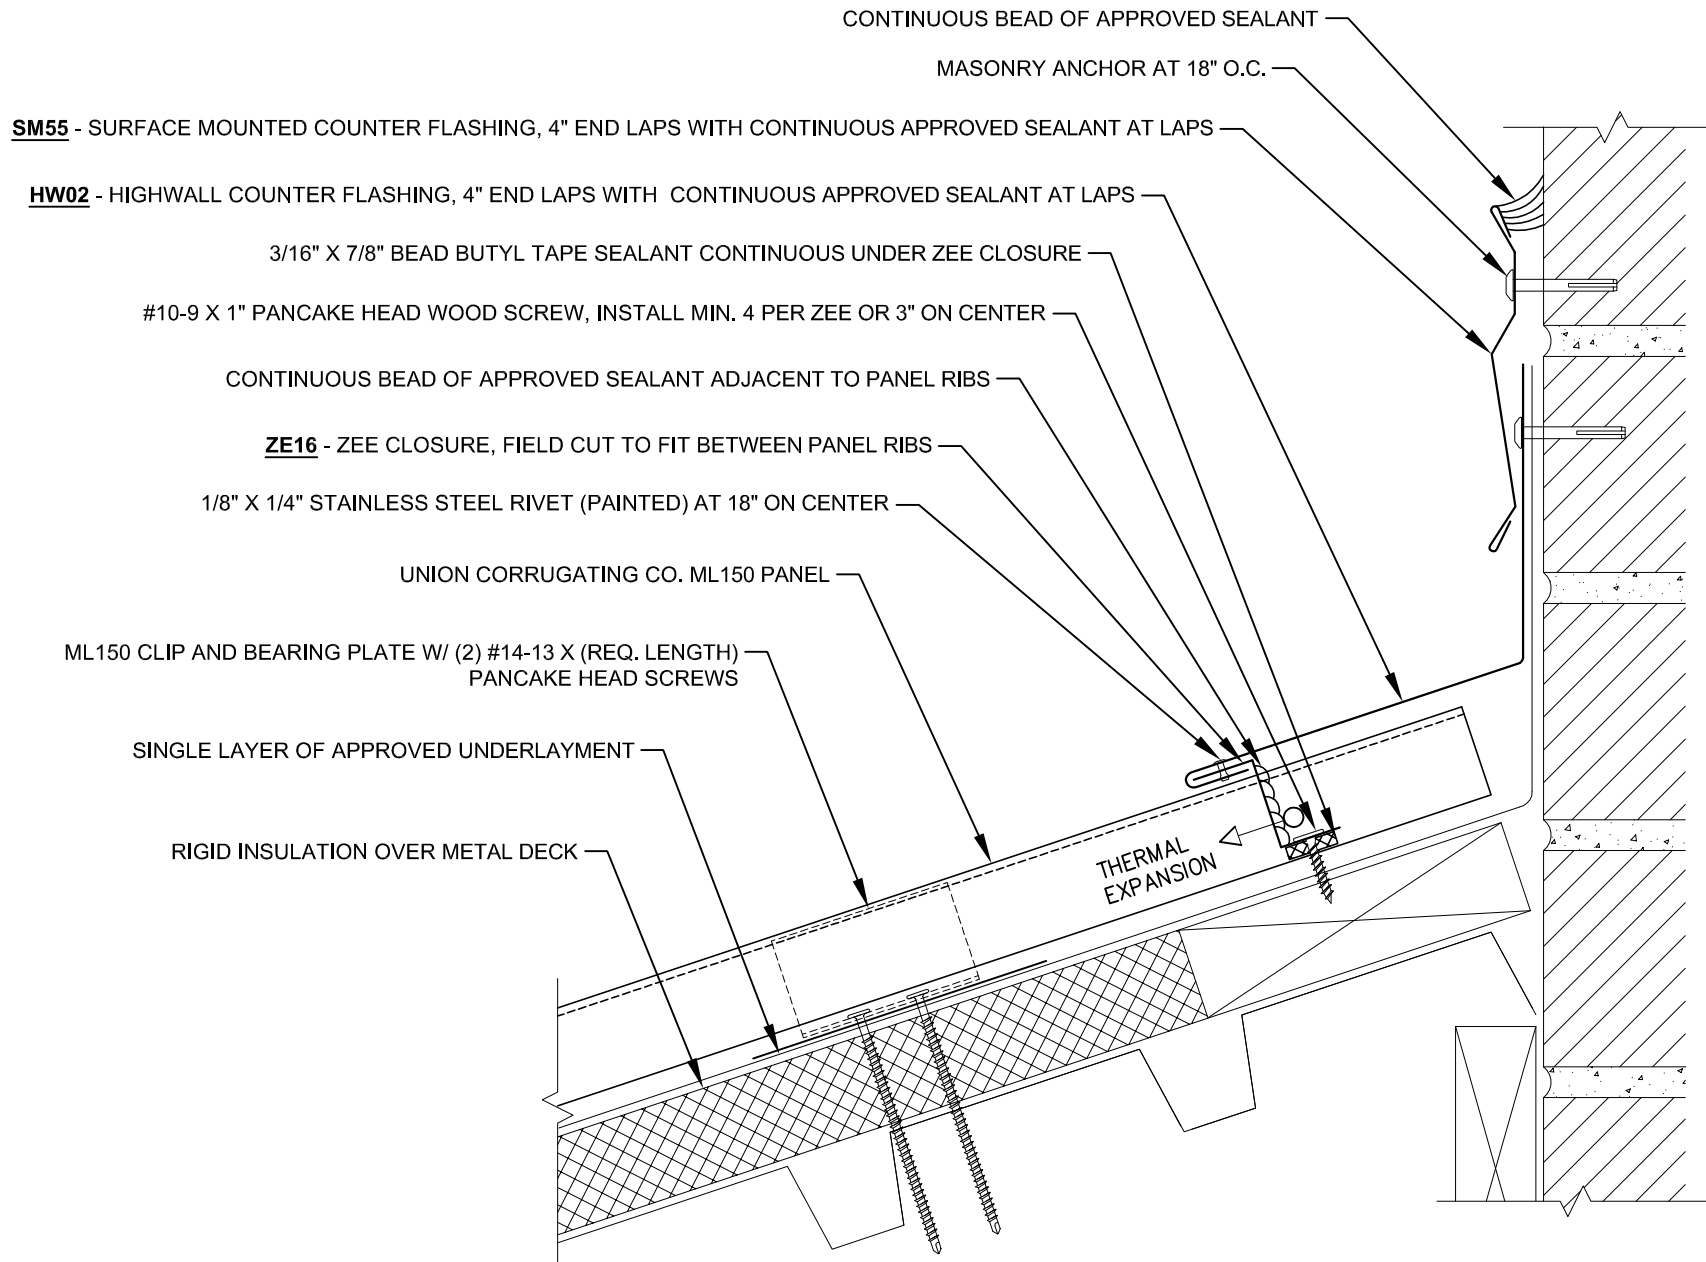 CONTINUOUS BEAD OF APPROVED SEALANT
MASONRY ANCHOR AT 18" O.C.
SM55 - SURFACE MOUNTED COUNTER FLASHING, 4" END LAPS WITH CONTINUOUS APPROVED SEALANT AT LAPS
HW02 - HIGHWALL COUNTER FLASHING, 4" END LAPS WITH CONTINUOUS APPROVED SEALANT AT LAPS
3/16" X 7/8" BEAD BUTYL TAPE SEALANT CONTINUOUS UNDER ZEE CLOSURE
#10-9 X 1" PANCAKE HEAD WOOD SCREW, INSTALL MIN. 4 PER ZEE OR 3" ON CENTER
CONTINUOUS BEAD OF APPROVED SEALANT ADJACENT TO PANEL RIBS
ZE16 - ZEE CLOSURE, FIELD CUT TO FIT BETWEEN PANEL RIBS
1/8" X 1/4" STAINLESS STEEL RIVET (PAINTED) AT 18" ON CENTER
UNION CORRUGATING CO. ML150 PANEL
ML150 CLIP AND BEARING PLATE W/ (2) #14-13 X (REQ. LENGTH)
PANCAKE HEAD SCREWS
SINGLE LAYER OF APPROVED UNDERLAYMENT
RIGID INSULATION OVER METAL DECK
THERMAL
EXPANSION